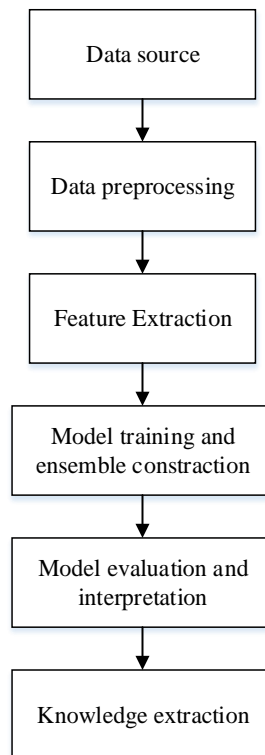 Data source
Data preprocessing
Feature Extraction
Model training and
ensemble constraction
Model evaluation and
interpretation
Knowledge extraction